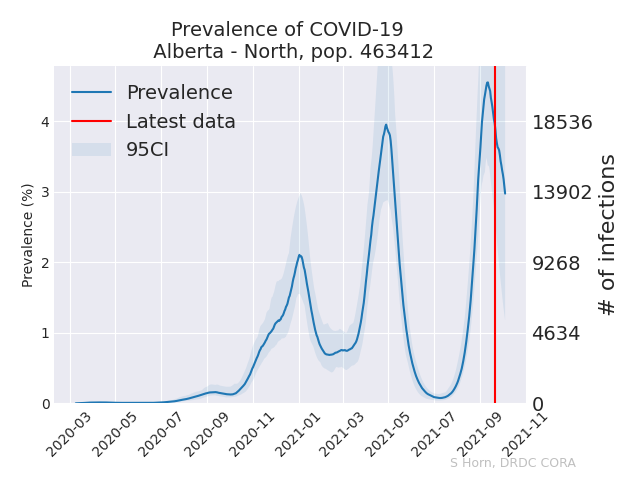 Prevalence of COVID-19
Alberta - North, pop. 463412
Prevalence
Latest data
95CI
Prevalence (%)
4
3
2
1
0
18536
13902
9268
4634
0
# of infections
2020-03
2020-05
2020-07
2020-09
2020-11
2021-01
2021-03
2021-05
2021-07
2021-09
2021-11
S Horn, DRDC CORA